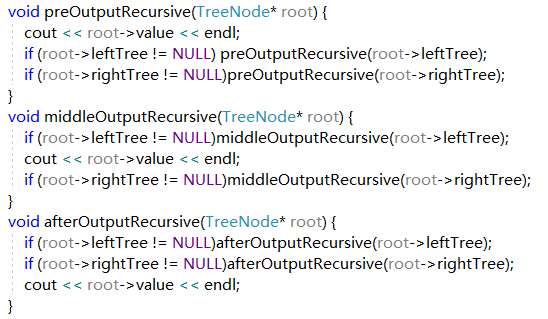 void preOutputRecursive(TreeNode* root) {
cout << root->value << endl;
if (root->leftTree != NULL) preOutputRecursive(root->leftTree);
if (root->rightTree != NULL)preOutputRecursive(root->rightTree);
}
void middleOutputRecursive(TreeNode* root) {
if (root->leftTree != NULL)middleOutputRecursive(root->leftTree);
cout << root->value << endl;
if (root->rightTree != NULL)middleOutputRecursive(root->rightTree);
}
void afterOutputRecursive(TreeNode* root) {
if (root->leftTree != NULL)afterOutputRecursive(root->leftTree);
if (root->rightTree != NULL)afterOutputRecursive(root->rightTree);
cout << root->value << endl;
}